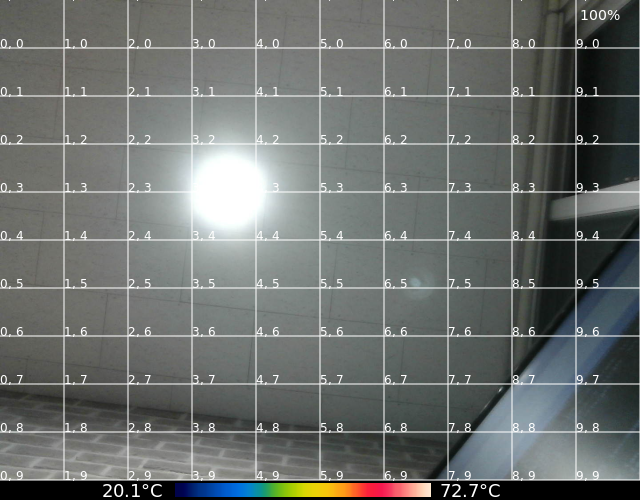 100%
0, 0 1, 0 2, 0 3, 0 4, 0 5, 0 6, 0 7, 0 8, 0 9, 0
0, 1 1, 1 2, 1 3, 1 4, 1 5, 1 6, 1 7, 1 8, 1 9, 1
0, 2 1, 2 2, 2 3, 2 4, 2 5, 2 6, 2 7, 2 8, 2 9, 2
0, 3 1, 3 2, 3 3 5, 3 6, 3 7, 3 8, 3 9, 3
0, 4 1, 4 2, 4 3, 4 4, 4 5, 4 6, 4 7, 4 8, 4 9, 4
0, 5 1, 5 2, 5 3, 5 4, 5 5, 5 6, 5 7, 5 8, 5 9, 5
0, 6 1, 6 2, 6 3, 6 4, 6 5, 6 6, 6 7, 6 8, 6 9, 6
0, 7 1, 7 2, 7 3, 7 4, 7 5, 7 6, 7 7, 7 8, 7 9, 7
0, 8 1, 8 2, 8 3, 8 4, 8 5, 8 6, 8 7, 8 8, 8 9, 8
0, 9 1, 9 2, 9 3, 9 4, 9 5, 9 6, 9 7, 9 8, 9 9, 9
20.1°C 72.7°C